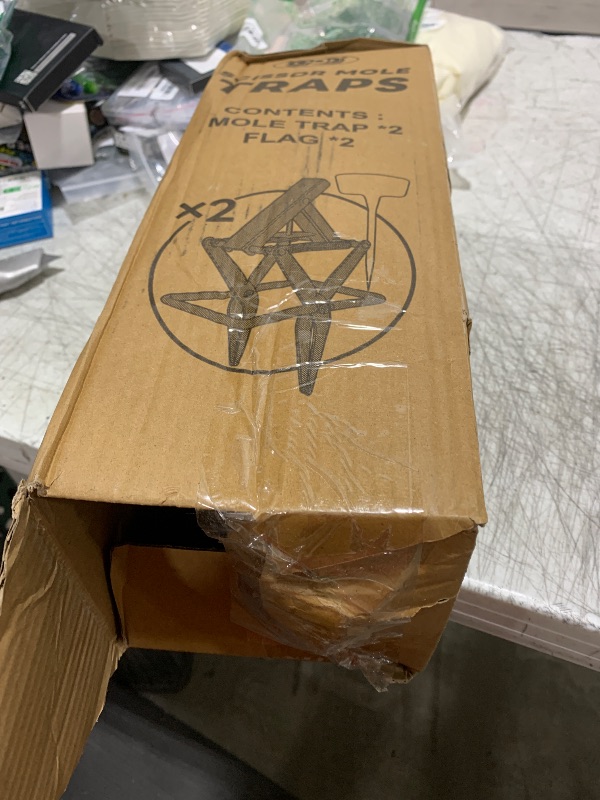 SCISSOR MOLE
TRAPS
CONTENTS :
MOLE TRAP *2
FLAG *2
×2